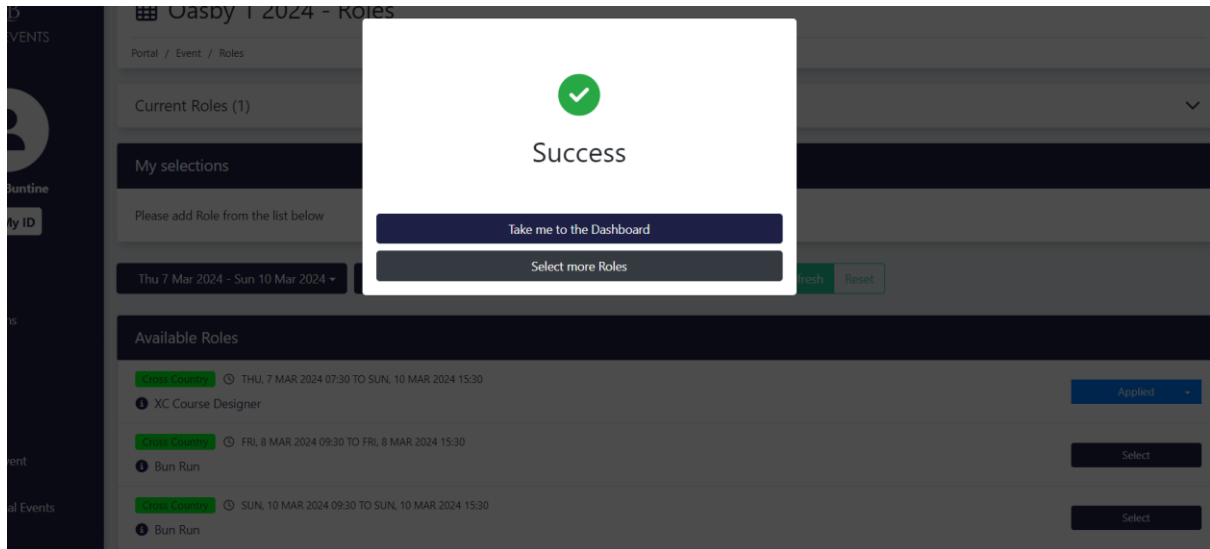 EVENTS
Oasby 1 2024 - Roles
Portal / Event / Roles
Current Roles (1)
My selections
Buntine
My ID
Please add Role from the list below
Success
Take me to the Dashboard
Select more Roles
Thu 7 Mar 2024 - Sun 10 Mar 2024
Reset
Available Roles
Cross Country THU, 7 MAR 2024 07:30 TO SUN, 10 MAR 2024 15:30
XC Course Designer
Applied
Cross Country FRI, 8 MAR 2024 09:30 TO FRI, 8 MAR 2024 15:30
Bun Run
Select
Cross Country SUN, 10 MAR 2024 09:30 TO SUN, 10 MAR 2024 15:30
Bun Run
Select
al Events